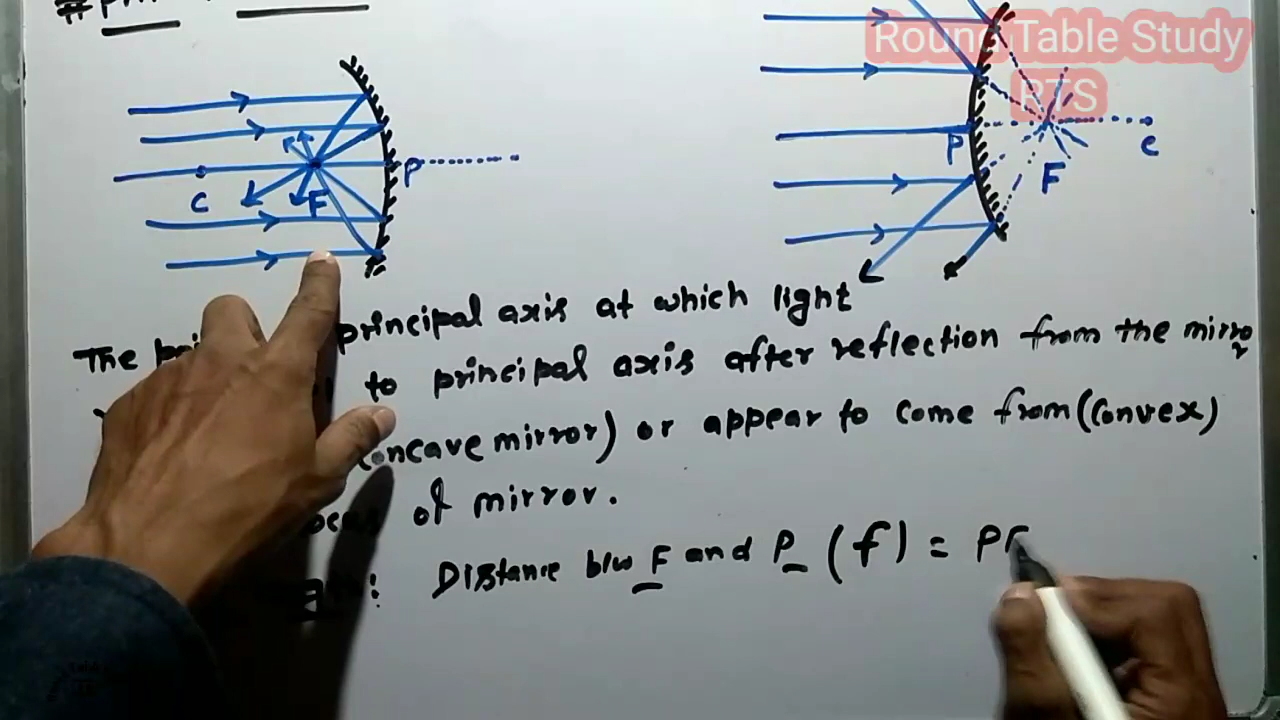 Round Table Study
RTS
P
C
F
P
C
F
The principal axis at which light
to principal axis after reflection from the mirror
(concave mirror) or appear to come from (convex)
of mirror.
: Distance b/w F and P (f) = PF